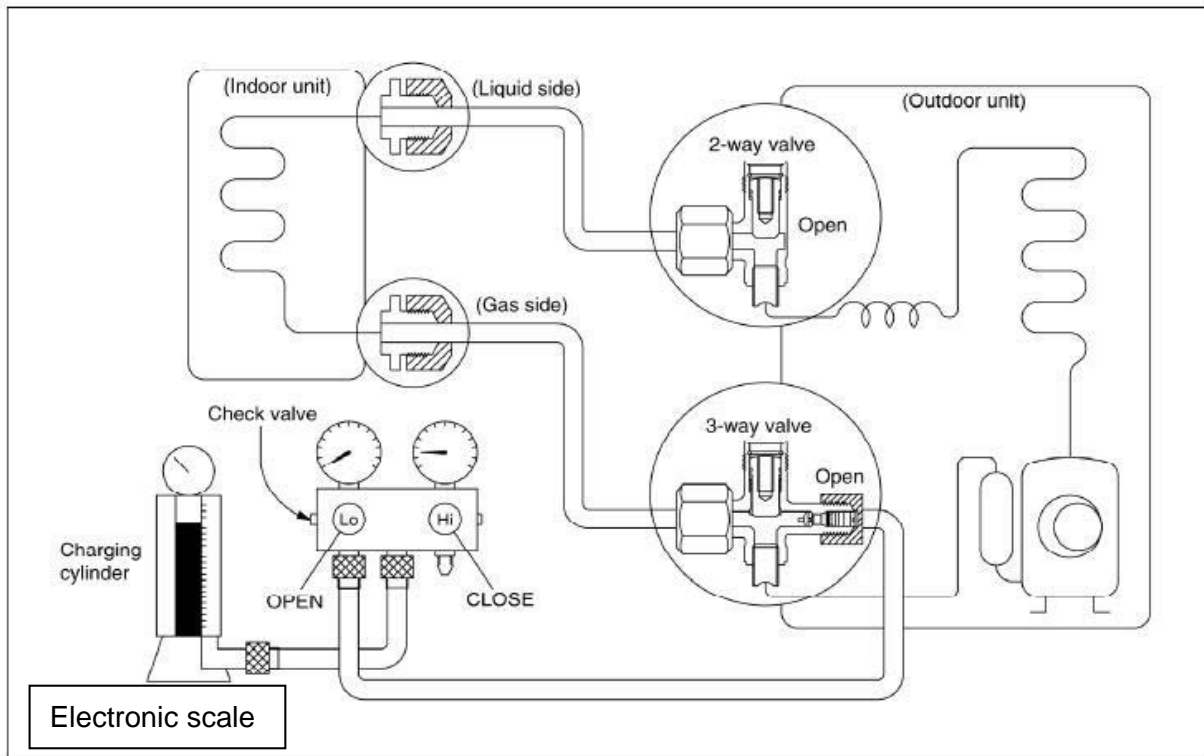 (Indoor unit)
(Liquid side)
(Outdoor unit)
2-way valve
Open
(Gas side)
Check valve
3-way valve
Open
Lo
Hi
Charging
cylinder
OPEN
CLOSE
Electronic scale